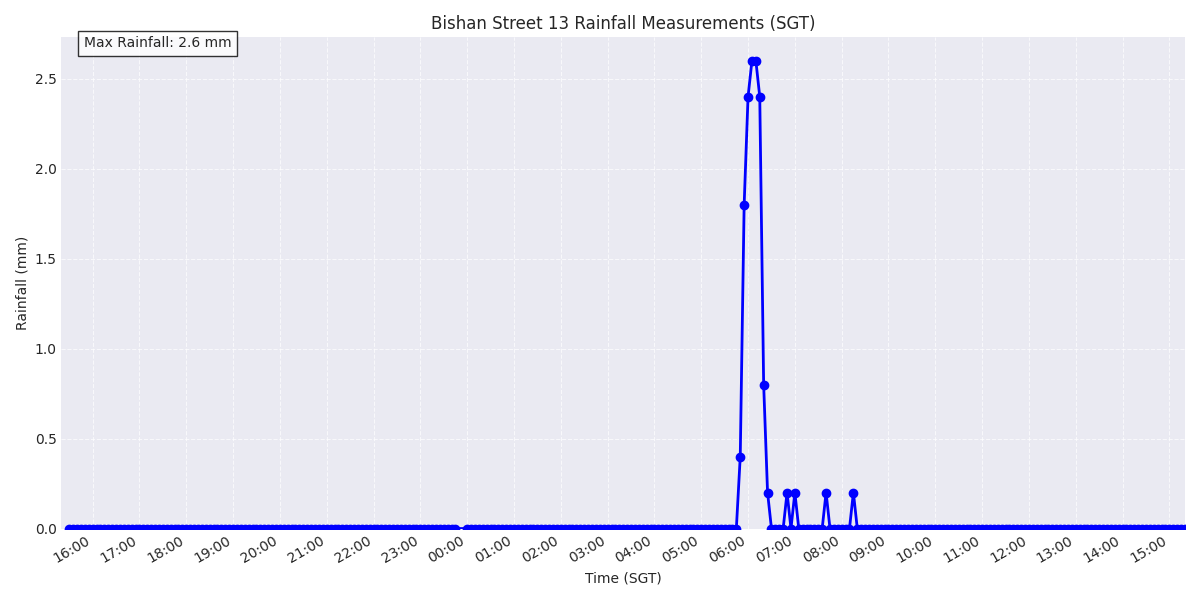 Bishan Street 13 Rainfall Measurements (SGT)
Max Rainfall: 2.6 mm
2.5
2.0
1.5
1.0
0.5
0.0
Rainfall (mm)
16:00 17:00 18:00 19:00 20:00 21:00 22:00 23:00 00:00 01:00 02:00 03:00 04:00 05:00 06:00 07:00 08:00 09:00 10:00 11:00 12:00 13:00 14:00 15:00
Time (SGT)